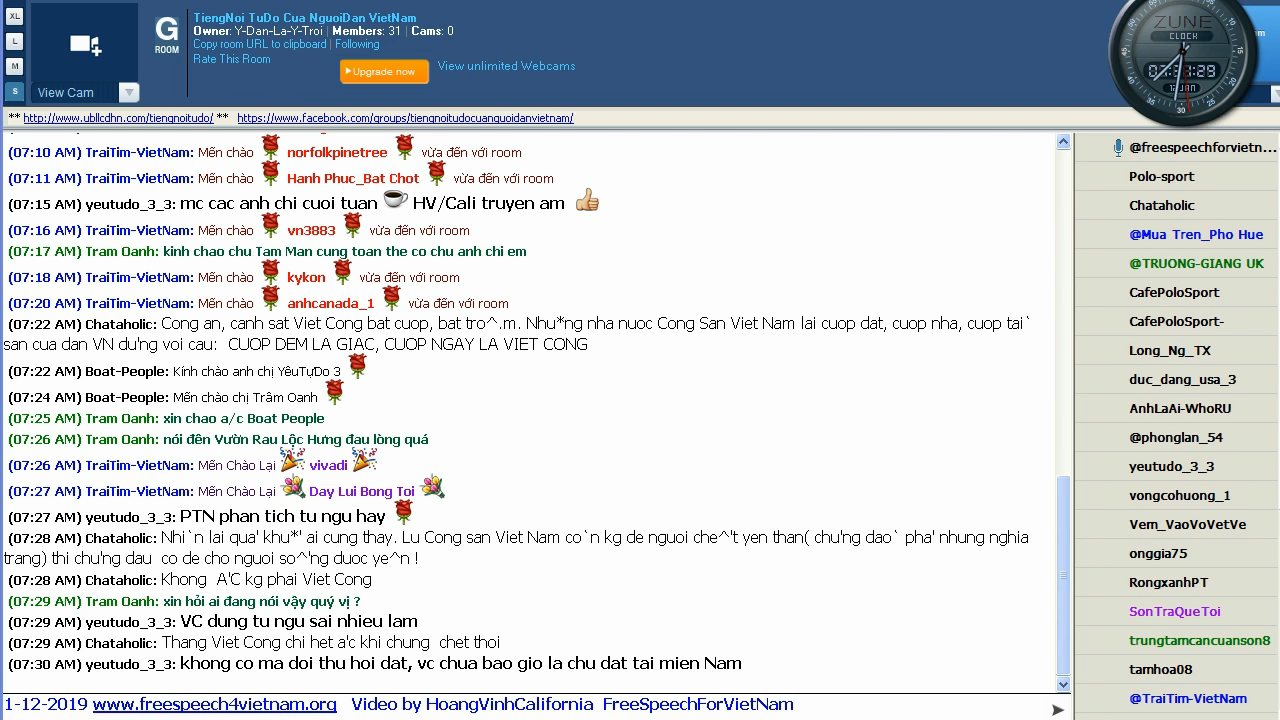 XL
L
M
S
View Cam
G
ROOM
TiengNoi TuDo Cua NguoiDan VietNam
Owner: Y-Dan-La-Y-Troi | Members: 31 | Cams: 0
Copy room URL to clipboard | Following
Rate This Room
Upgrade now
View unlimited Webcams
ZUNE
CLOCK
** http://www.ubllcdhn.com/tiengnoitudo/ ** https://www.facebook.com/groups/tiengnoitudocuanguoidanvietnam/
(07:10 AM) TraiTim-VietNam: Mến chào norfolkpinetree vừa đến với room
(07:11 AM) TraiTim-VietNam: Mến chào Hanh Phuc_Bat Chot vừa đến với room
(07:15 AM) yeutudo_3_3: mc cac anh chi cuoi tuan HV/Cali truyen am
(07:16 AM) TraiTim-VietNam: Mến chào vn3883 vừa đến với room
(07:17 AM) Tram Oanh: kinh chao chu Tam Man cung toan the co chu anh chi em
(07:18 AM) TraiTim-VietNam: Mến chào kykon vừa đến với room
(07:20 AM) TraiTim-VietNam: Mến chào anhcanada_1 vừa đến với room
(07:22 AM) Chataholic: Cong an, canh sat Viet Cong bat cuop, bat tro^.m. Nhu*ng nha nuoc Cong San Viet Nam lai cuop dat, cuop nha, cuop tai`
san cua dan VN du'ng voi cau: CUOP DEM LA GIAC, CUOP NGAY LA VIET CONG
(07:22 AM) Boat-People: Kính chào anh chị YêuTựDo 3
(07:24 AM) Boat-People: Mến chào chị Trâm Oanh
(07:25 AM) Tram Oanh: xin chao a/c Boat People
(07:26 AM) Tram Oanh: nói đên Vườn Rau Lộc Hưng đau lòng quá
(07:26 AM) TraiTim-VietNam: Mến Chào Lại vivadi
(07:27 AM) TraiTim-VietNam: Mến Chào Lại Day Lui Bong Toi
(07:27 AM) yeutudo_3_3: PTN phan tich tu ngu hay
(07:28 AM) Chataholic: Nhi`n lai qua' khu*' ai cung thay. Lu Cong san Viet Nam co`n kg de nguoi che^'t yen than( chu'ng dao` pha' nhung nghia
trang) thi chu'ng dau co de cho nguoi so^'ng duoc ye^n !
(07:28 AM) Chataholic: Khong A'C kg phai Viet Cong
(07:29 AM) Tram Oanh: xin hỏi ai đang nói vậy quý vị ?
(07:29 AM) yeutudo_3_3: VC dung tu ngu sai nhieu lam
(07:29 AM) Chataholic: Thang Viet Cong chi het a'c khi chung chet thoi
(07:30 AM) yeutudo_3_3: khong co ma doi thu hoi dat, vc chua bao gio la chu dat tai mien Nam
@freespeechforvietn...
Polo-sport
Chataholic
@Mua Tren_Pho Hue
@TRUONG-GIANG UK
CafePoloSport
CafePoloSport-
Long_Ng_TX
duc_dang_usa_3
AnhLaAi-WhoRU
@phonglan_54
yeutudo_3_3
vongcohuong_1
Vem_VaoVoVetVe
onggia75
RongxanhPT
SonTraQueToi
trungtamcancuanson8
tamhoa08
@TraiTim-VietNam
1-12-2019 www.freespeech4vietnam.org Video by HoangVinhCalifornia FreeSpeechForVietNam